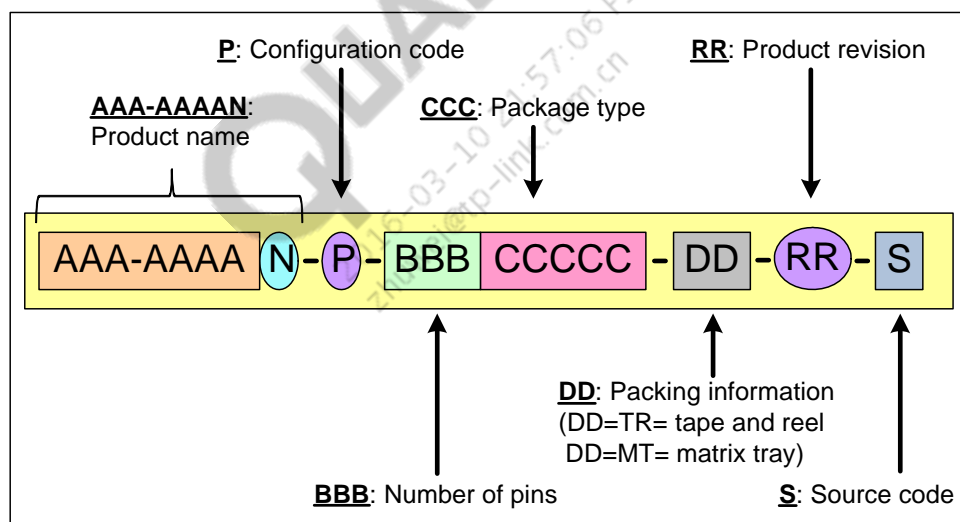 P: Configuration code
RR: Product revision
AAA-AAAAN:
Product name
CCC: Package type
AAA-AAAA N - P - BBB CCCCC - DD - RR - S
DD: Packing information
(DD=TR= tape and reel
DD=MT= matrix tray)
BBB: Number of pins
S: Source code